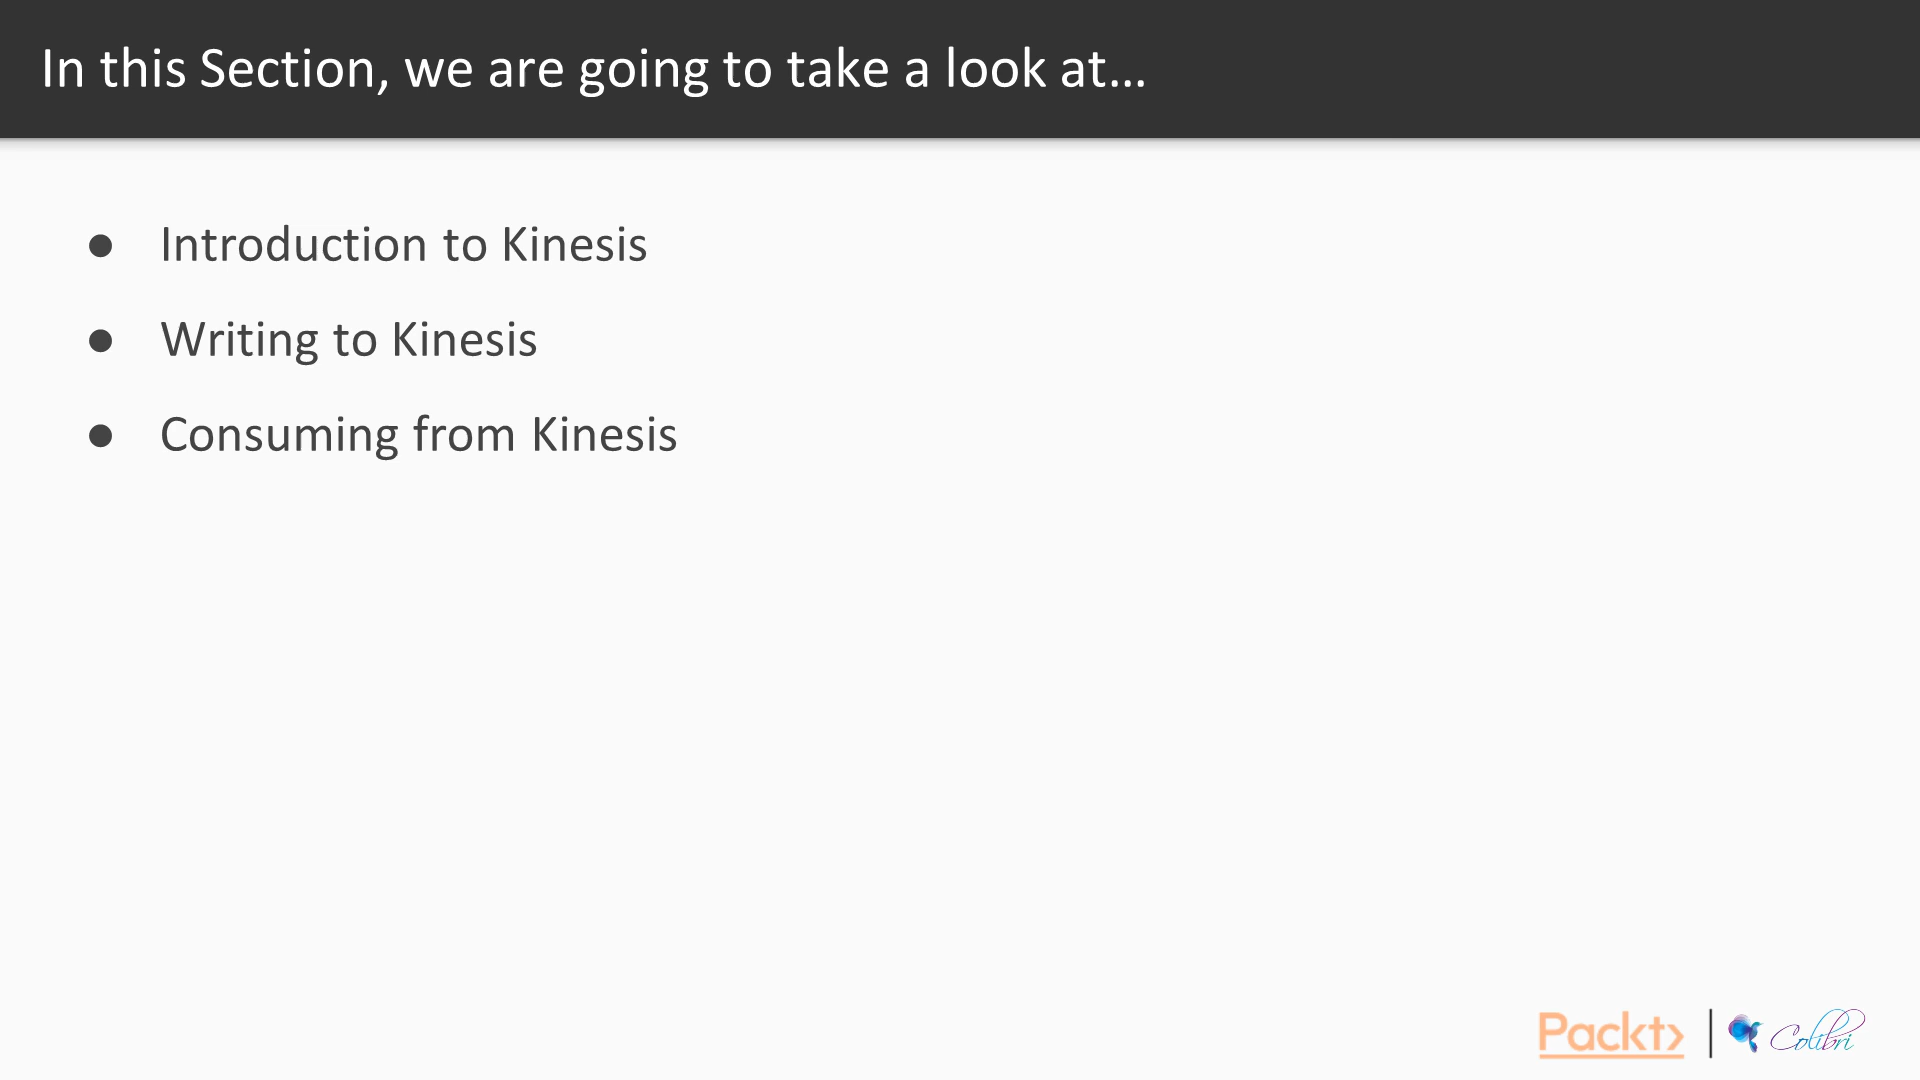 In this Section, we are going to take a look at…
● Introduction to Kinesis
● Writing to Kinesis
● Consuming from Kinesis
Packt> | Colibri